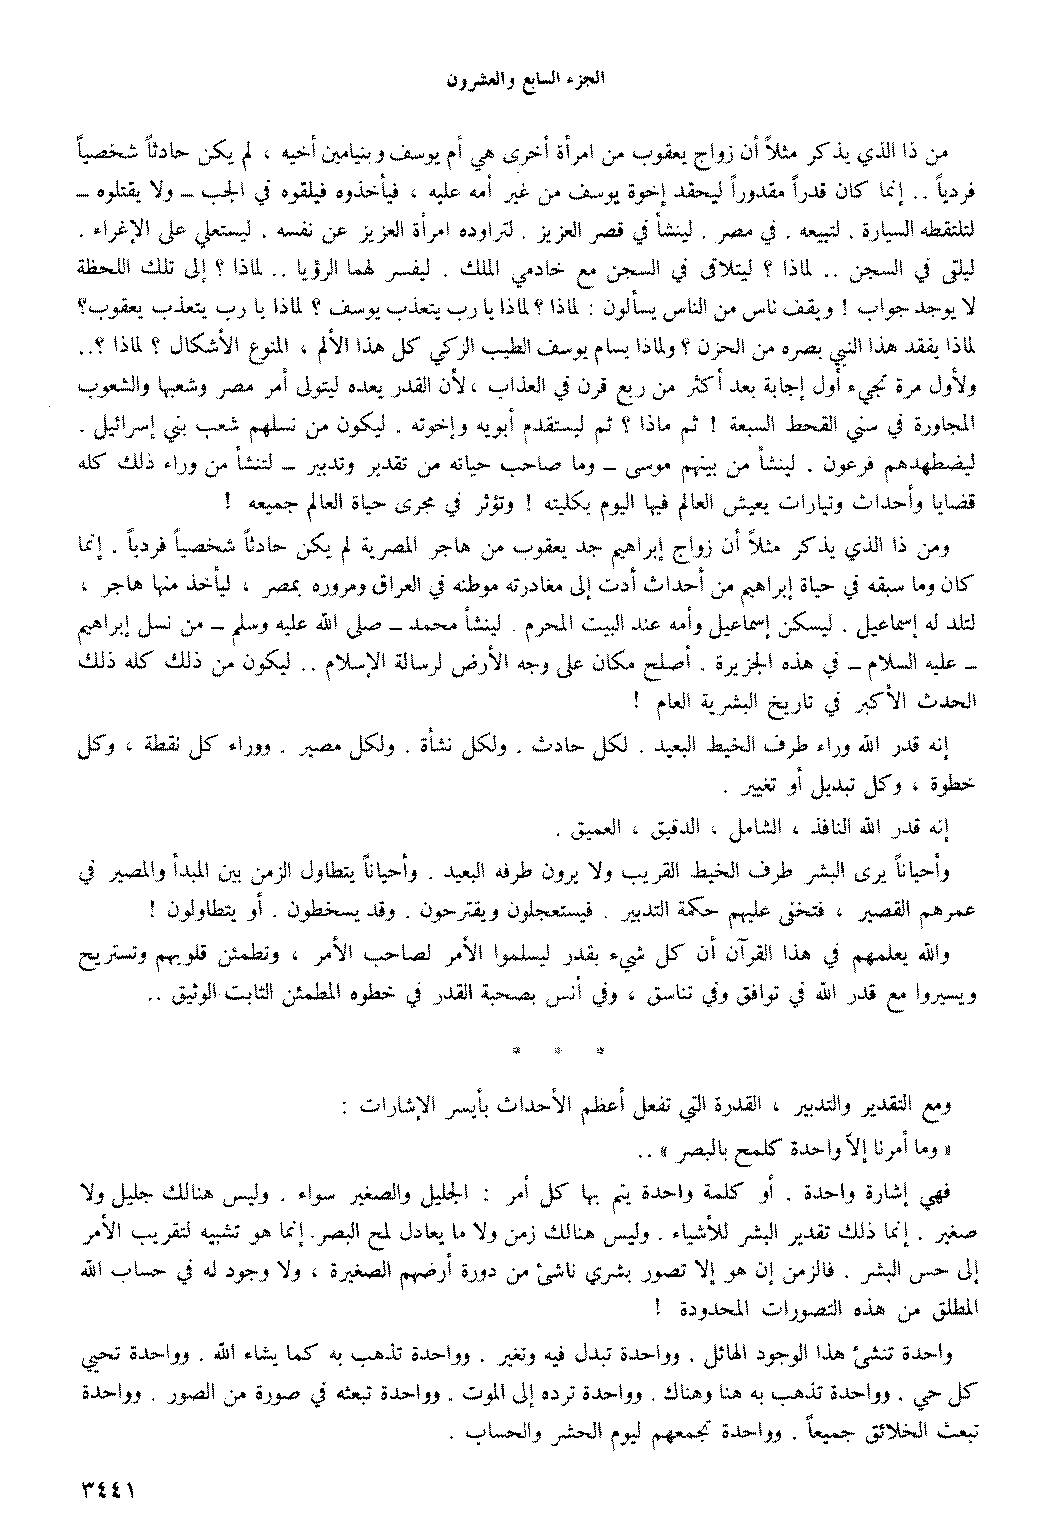 الجزء السابع والعشرون
من ذا الذي يذكر مثلاً أن زواج يعقوب من امرأة أخرى هي أم يوسف وبنيامين أخيه ، لم يكن حادثاً شخصياً
فردياً .. إنما كان قدراً مقدوراً ليحقد إخوة يوسف من غير أمه عليه ، فيأخذوه فيلقوه في الجب – ولا يقتلوه –
لتلتقطه السيارة . لتبيعه . في مصر . لينشأ في قصر العزيز . لتراوده امرأة العزيز عن نفسه . ليستعلي على الإغراء .
ليلقى في السجن .. لماذا ؟ ليتلاقى في السجن مع خادمي الملك . ليفسر لهما الرؤيا .. لماذا ؟ إلى تلك اللحظة
لا يوجد جواب ! ويقف ناس من الناس يسألون : لماذا ؟ لماذا يا رب يتعذب يوسف ؟ لماذا يا رب يتعذب يعقوب؟
لماذا يفقد هذا النبي بصره من الحزن ؟ ولماذا يسام يوسف الطيب الزكي كل هذا الألم ، المنوع الأشكال ؟ لماذا ؟..
ولأول مرة تجيء أول إجابة بعد أكثر من ربع قرن في العذاب ، لأن القدر يعده ليتولى أمر مصر وشعبها والشعوب
المجاورة في سني القحط السبعة ! ثم ماذا ؟ ثم ليستقدم أبويه وإخوته . ليكون من نسلهم شعب بني إسرائيل .
ليضطهدهم فرعون . لينشأ من بينهم موسى – وما صاحب حياته من تقدير وتدبير – لتنشأ من وراء ذلك كله
قضايا وأحداث وتيارات يعيش العالم فيها اليوم بكليته ! وتؤثر في مجرى حياة العالم جميعه !
ومن ذا الذي يذكر مثلاً أن زواج إبراهيم جد يعقوب من هاجر المصرية لم يكن حادثاً شخصياً فردياً . إنما
كان وما سبقه في حياة إبراهيم من أحداث أدت إلى مغادرته موطنه في العراق ومروره بمصر ، ليأخذ منها هاجر ،
لتلد له إسماعيل . ليسكن إسماعيل وأمه عند البيت المحرم . لينشأ محمد – صلى الله عليه وسلم – من نسل إبراهيم
– عليه السلام – في هذه الجزيرة . أصلح مكان على وجه الأرض لرسالة الإسلام .. ليكون من ذلك كله ذلك
الحدث الأكبر في تاريخ البشرية العام !
إنه قدر الله وراء طرف الخيط البعيد . لكل حادث . ولكل نشأة . ولكل مصير . ووراء كل نقطة ، وكل
خطوة ، وكل تبديل أو تغيير .
إنه قدر الله النافذ ، الشامل ، الدقيق ، العميق .
وأحياناً يرى البشر طرف الخيط القريب ولا يرون طرفه البعيد . وأحياناً يتطاول الزمن بين المبدأ والمصير في
عمرهم القصير ، فتخفى عليهم حكمة التدبير . فيستعجلون ويقترحون . وقد يسخطون . أو يتطاولون !
والله يعلمهم في هذا القرآن أن كل شيء بقدر ليسلموا الأمر لصاحب الأمر ، وتطمئن قلوبهم وتستريح
ويسيروا مع قدر الله في توافق وفي تناسق ، وفي أنس بصحبة القدر في خطوه المطمئن الثابت الوثيق ..
* * *
ومع التقدير والتدبير ، القدرة التي تفعل أعظم الأحداث بأيسر الإشارات :
« وما أمرنا إلاّ واحدة كلمح بالبصر » ..
فهي إشارة واحدة . أو كلمة واحدة يتم بها كل أمر : الجليل والصغير سواء . وليس هنالك جليل ولا
صغير . إنما ذلك تقدير البشر للأشياء . وليس هنالك زمن ولا ما يعادل لمح البصر. إنما هو تشبيه لتقريب الأمر
إلى حس البشر . فالزمن إن هو إلا تصور بشري ناشئ من دورة أرضهم الصغيرة ، ولا وجود له في حساب الله
المطلق من هذه التصورات المحدودة !
واحدة تنشئ هذا الوجود الهائل . وواحدة تبدل فيه وتغير . وواحدة تذهب به كما يشاء الله . وواحدة تحيي
كل حي . وواحدة تذهب به هنا وهناك . وواحدة ترده إلى الموت . وواحدة تبعثه في صورة من الصور . وواحدة
تبعث الخلائق جميعاً . وواحدة تجمعهم ليوم الحشر والحساب .
٣٤٤١